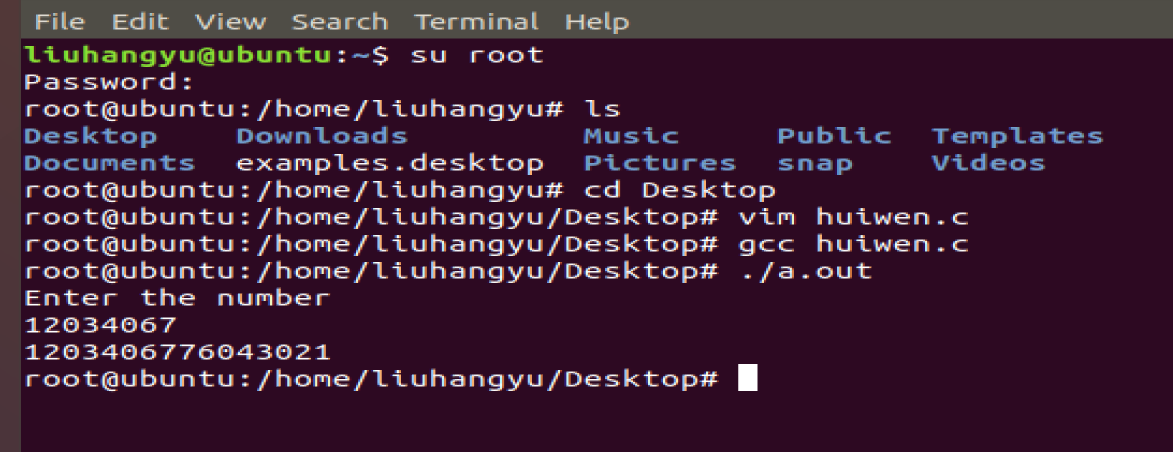 File Edit View Search Terminal Help
liuhangyu@ubuntu:~$ su root
Password:
root@ubuntu:/home/liuhangyu# ls
Desktop Downloads Music Public Templates
Documents examples.desktop Pictures snap Videos
root@ubuntu:/home/liuhangyu# cd Desktop
root@ubuntu:/home/liuhangyu/Desktop# vim huiwen.c
root@ubuntu:/home/liuhangyu/Desktop# gcc huiwen.c
root@ubuntu:/home/liuhangyu/Desktop# ./a.out
Enter the number
12034067
1203406776043021
root@ubuntu:/home/liuhangyu/Desktop#